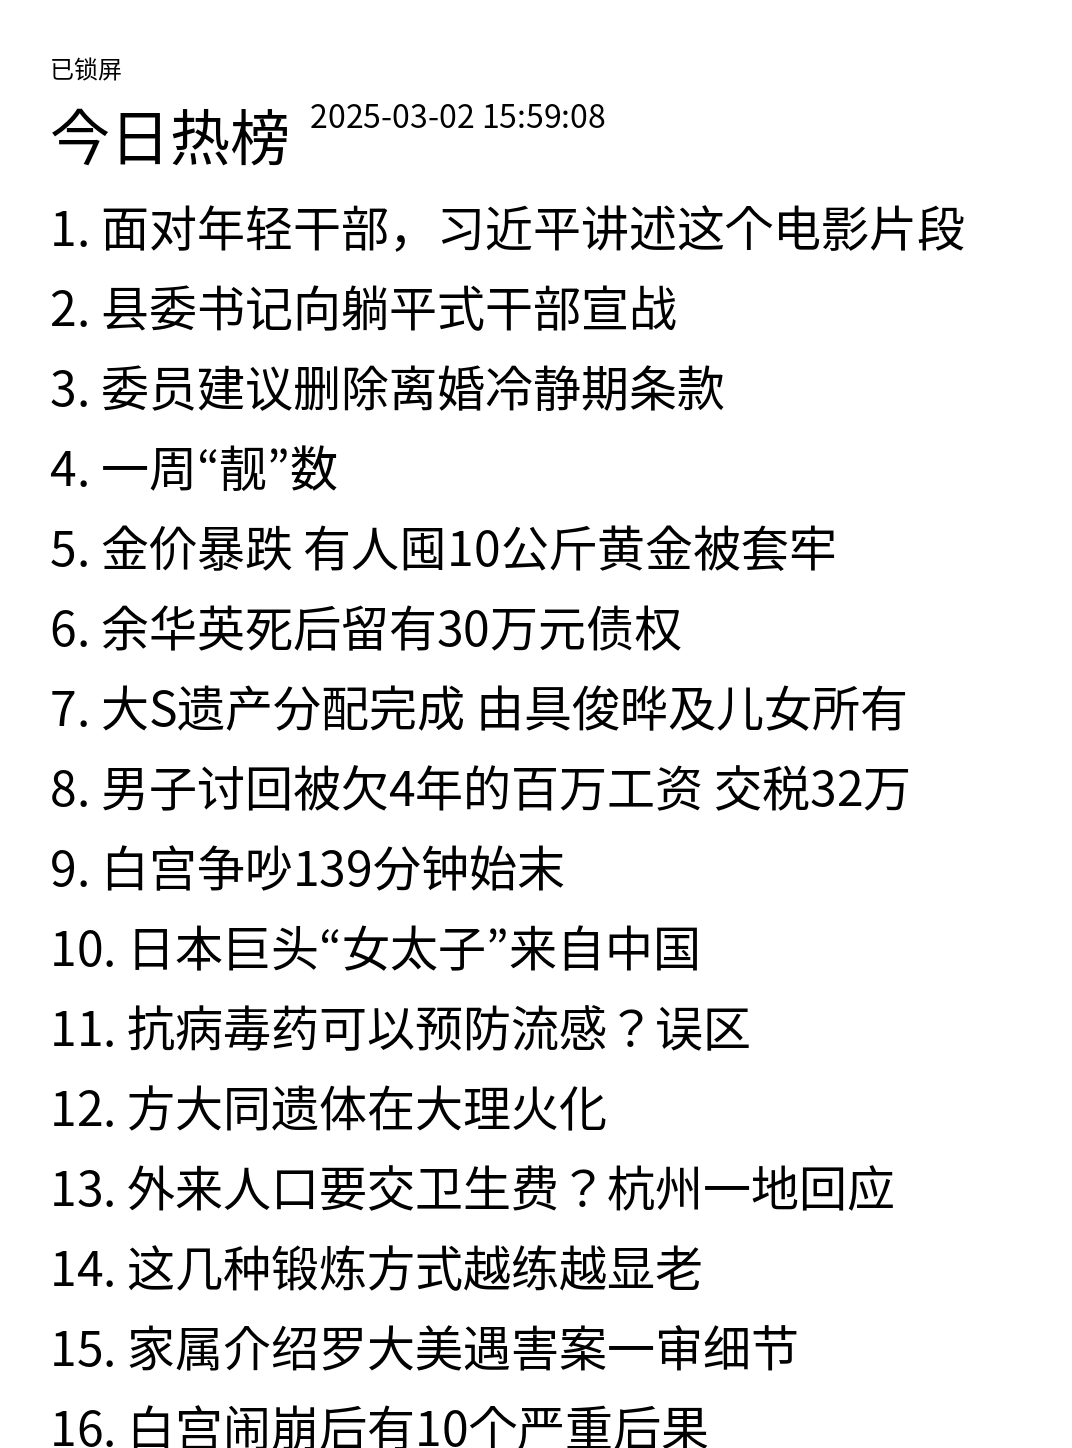 已锁屏
今日热榜 2025-03-02 15:59:08
1. 面对年轻干部，习近平讲述这个电影片段
2. 县委书记向躺平式干部宣战
3. 委员建议删除离婚冷静期条款
4. 一周“靓”数
5. 金价暴跌 有人囤10公斤黄金被套牢
6. 余华英死后留有30万元债权
7. 大S遗产分配完成 由具俊晔及儿女所有
8. 男子讨回被欠4年的百万工资 交税32万
9. 白宫争吵139分钟始末
10. 日本巨头“女太子”来自中国
11. 抗病毒药可以预防流感？误区
12. 方大同遗体在大理火化
13. 外来人口要交卫生费？杭州一地回应
14. 这几种锻炼方式越练越显老
15. 家属介绍罗大美遇害案一审细节
16. 白宫闹崩后有10个严重后果